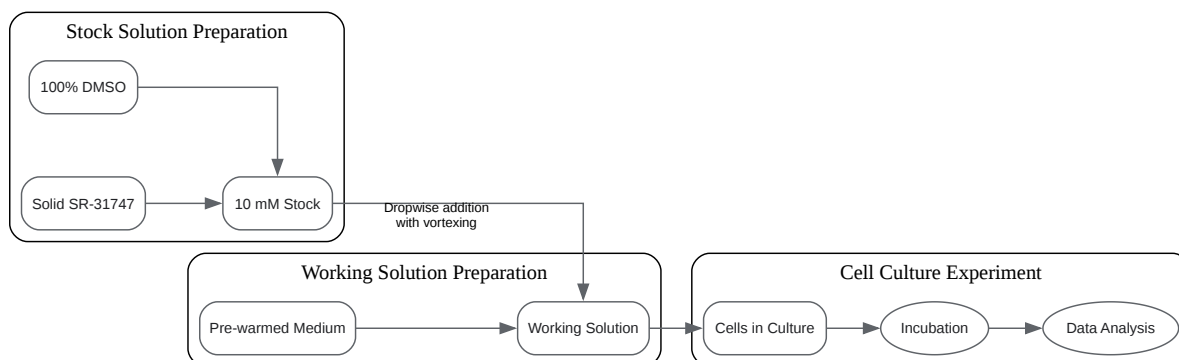 Stock Solution Preparation
100% DMSO
Solid SR-31747
10 mM Stock
Dropwise addition
with vortexing
Working Solution Preparation
Pre-warmed Medium
Working Solution
Cell Culture Experiment
Cells in Culture
Incubation
Data Analysis